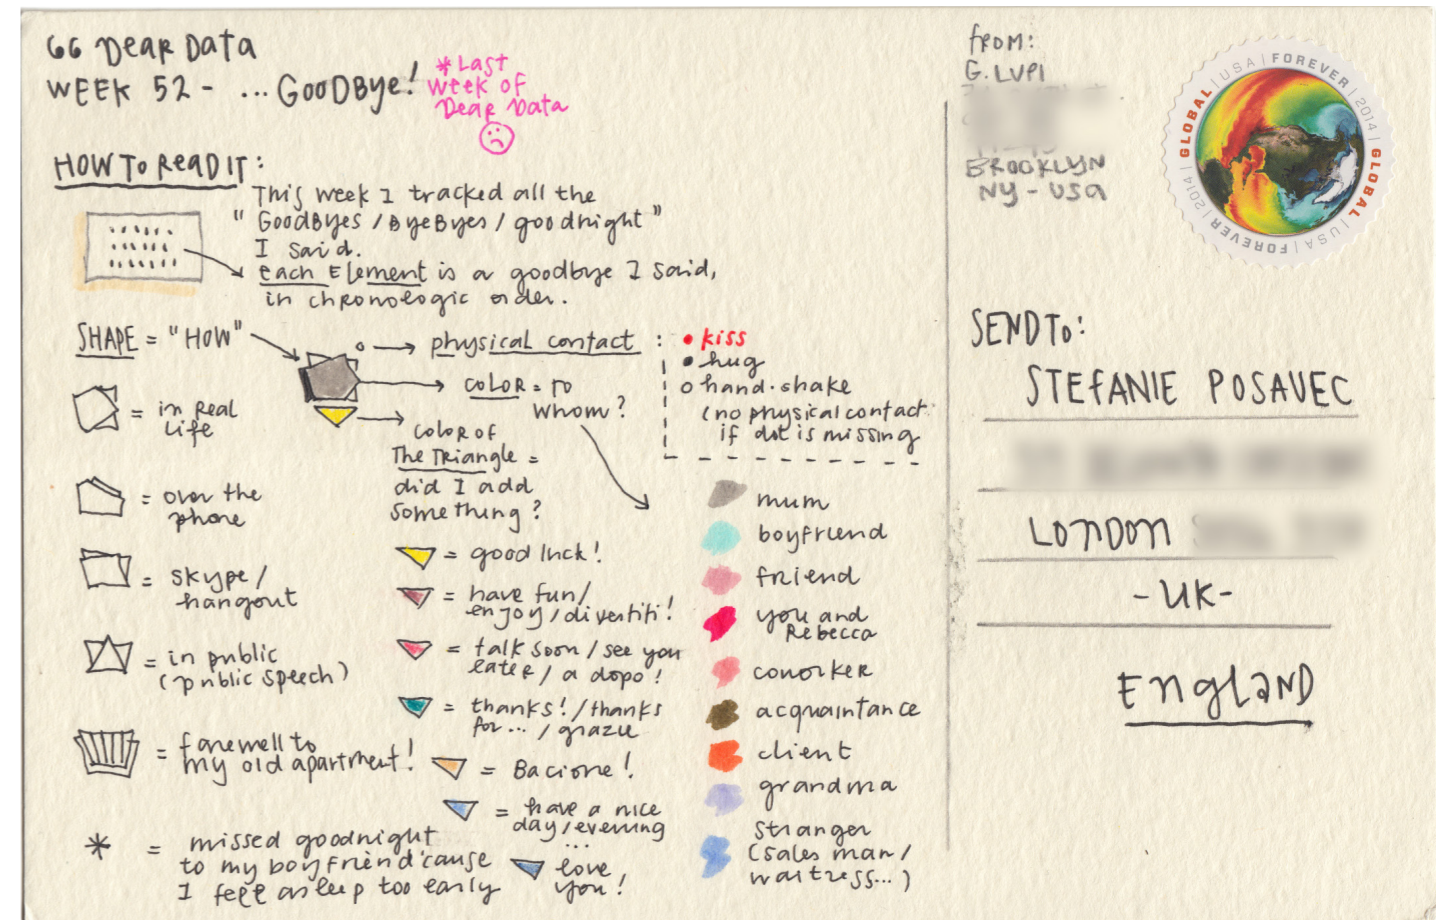 GG DeaR DATA
WEEK 52 - ...GOODBye!
*Last
week of
Dear Data
HOW TO ReaD IT:
This week I tracked all the
"GoodByes / ByeByes / goodnight"
I said.
each Element is a goodbye I said,
in chronologic order.
SHAPE = "HOW"
physical contact :
• kiss
• hug
o hand.shake
(no physical contact
if dot is missing
COLOR = TO
WHOM?
= in Real
Life
COLOR OF
The TRiangle =
did I add
something?
= over the
phone
= skype /
hangout
= in public
(public speech)
= farewell to
my old apartment!
* = missed goodnight
to my boyfriend 'cause
I fell asleep too early
= good luck!
= have fun/
enjoy/divertiti!
= talk soon / see you
later / a dopo!
= thanks! /thanks
for... / grazie
= Bacione!
= have a nice
day/evening
...
= love
you!
mum
boyfriend
friend
you and
Rebecca
coworker
acquaintance
client
grandma
stranger
(sales man /
waitress...)
FROM:
G. LUPI
BROOKLYN
NY - USA
GLOBAL | USA | FOREVER | 2014 | GLOBAL | USA | FOREVER | 2014 |
SEND TO:
STEFANIE POSAVEC
LONDON
- UK -
ENGLAND